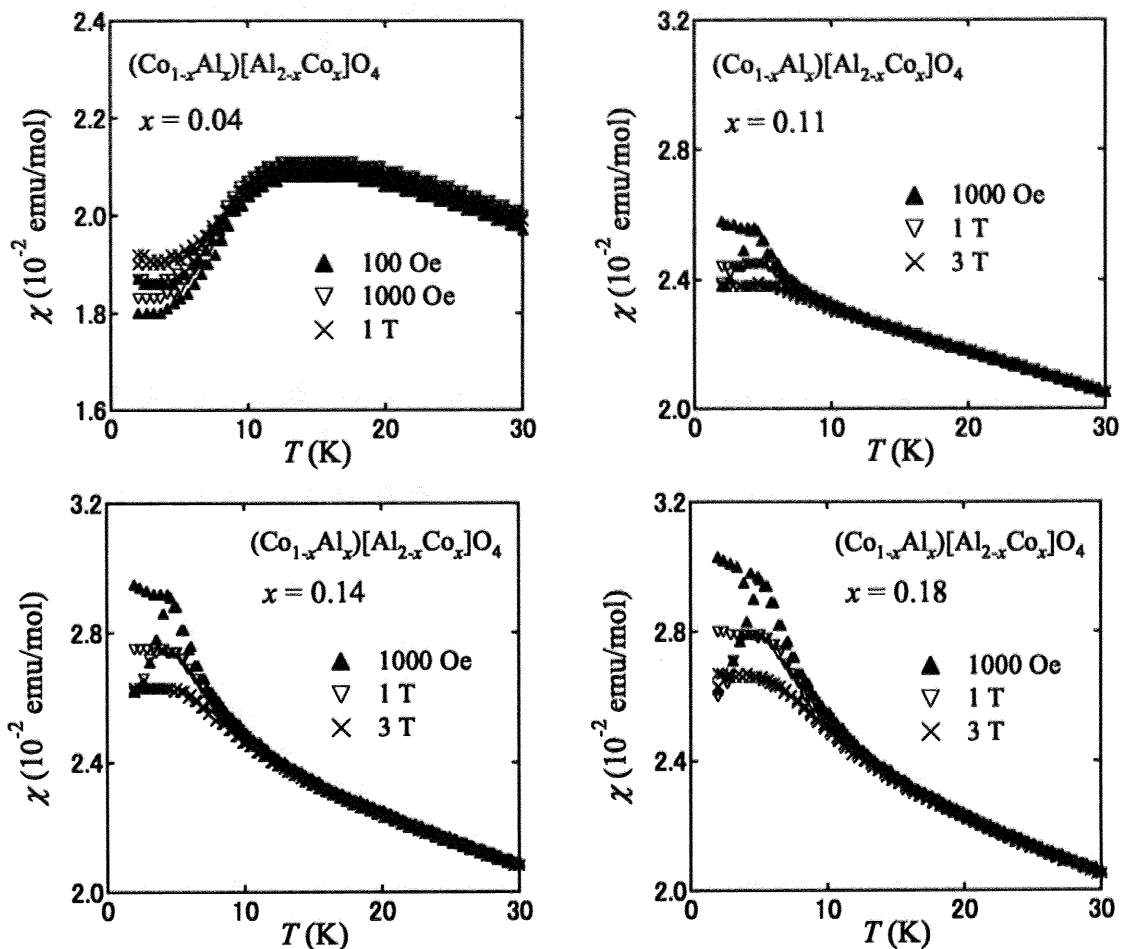 2.4
2.2
2.0
1.8
1.6
χ (10⁻² emu/mol)
(Co₁₋ₓAlₓ)[Al₂₋ₓCoₓ]O₄
x = 0.04
▲ 100 Oe
▽ 1000 Oe
× 1 T
0 10 20 30
T (K)
3.2
2.8
2.4
2.0
χ (10⁻² emu/mol)
(Co₁₋ₓAlₓ)[Al₂₋ₓCoₓ]O₄
x = 0.11
▲ 1000 Oe
▽ 1 T
× 3 T
0 10 20 30
T (K)
3.2
2.8
2.4
2.0
χ (10⁻² emu/mol)
(Co₁₋ₓAlₓ)[Al₂₋ₓCoₓ]O₄
x = 0.14
▲ 1000 Oe
▽ 1 T
× 3 T
0 10 20 30
T (K)
3.2
2.8
2.4
2.0
χ (10⁻² emu/mol)
(Co₁₋ₓAlₓ)[Al₂₋ₓCoₓ]O₄
x = 0.18
▲ 1000 Oe
▽ 1 T
× 3 T
0 10 20 30
T (K)